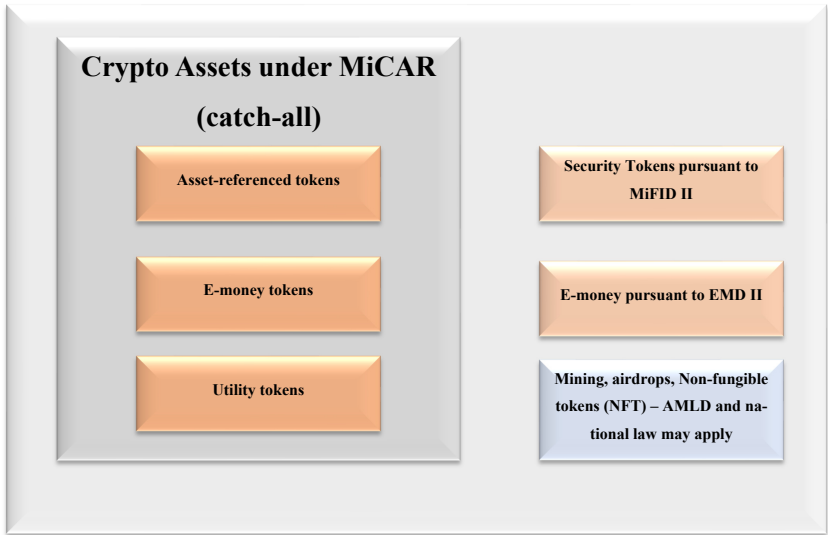 Crypto Assets under MiCAR
(catch-all)
Asset-referenced tokens
E-money tokens
Utility tokens
Security Tokens pursuant to
MiFID II
E-money pursuant to EMD II
Mining, airdrops, Non-fungible
tokens (NFT) – AMLD and na-
tional law may apply